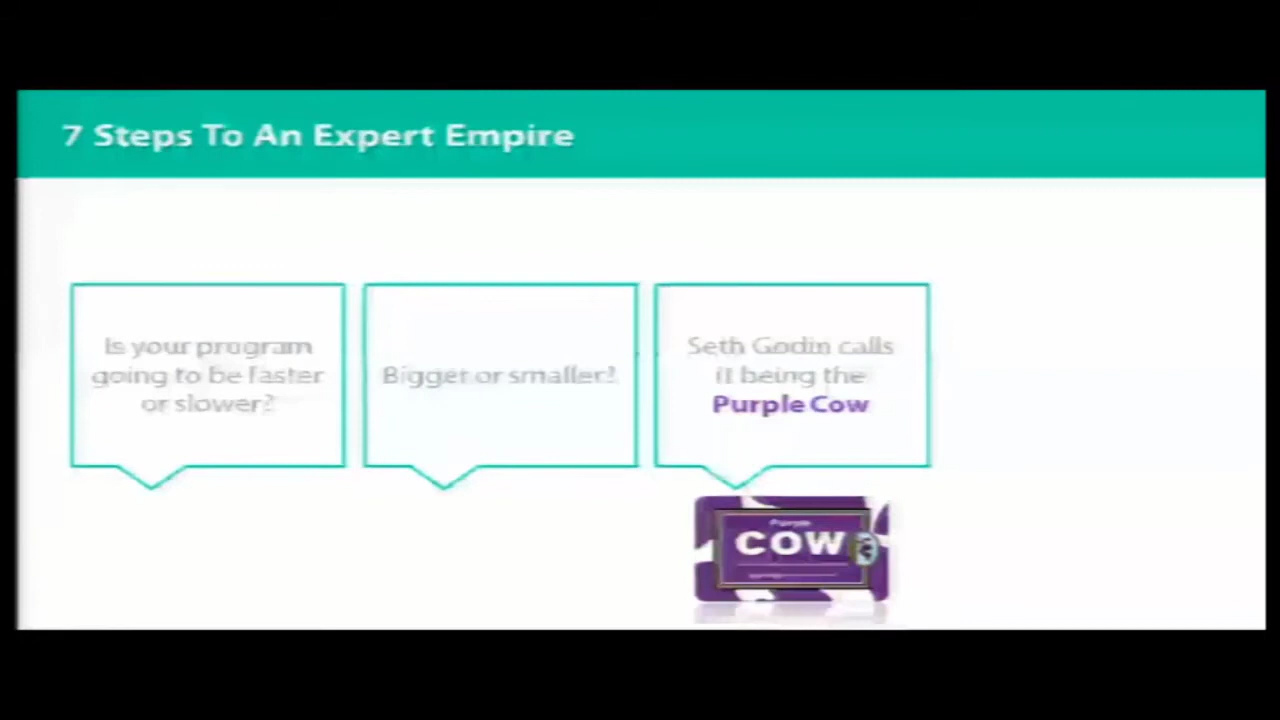 7 Steps To An Expert Empire
Is your program
going to be faster
or slower?
Bigger or smaller?
Seth Godin calls
it being the
Purple Cow
Purple
COW